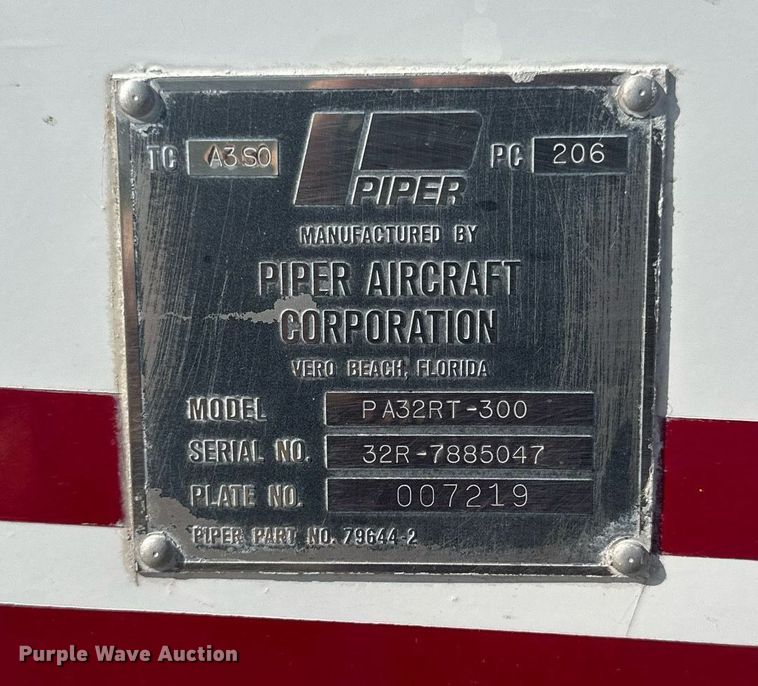 TC A3SO PIPER PC 206
MANUFACTURED BY
PIPER AIRCRAFT
CORPORATION
VERO BEACH, FLORIDA
MODEL PA32RT-300
SERIAL NO. 32R-7885047
PLATE NO. 007219
PIPER PART NO. 79644-2
Purple Wave Auction